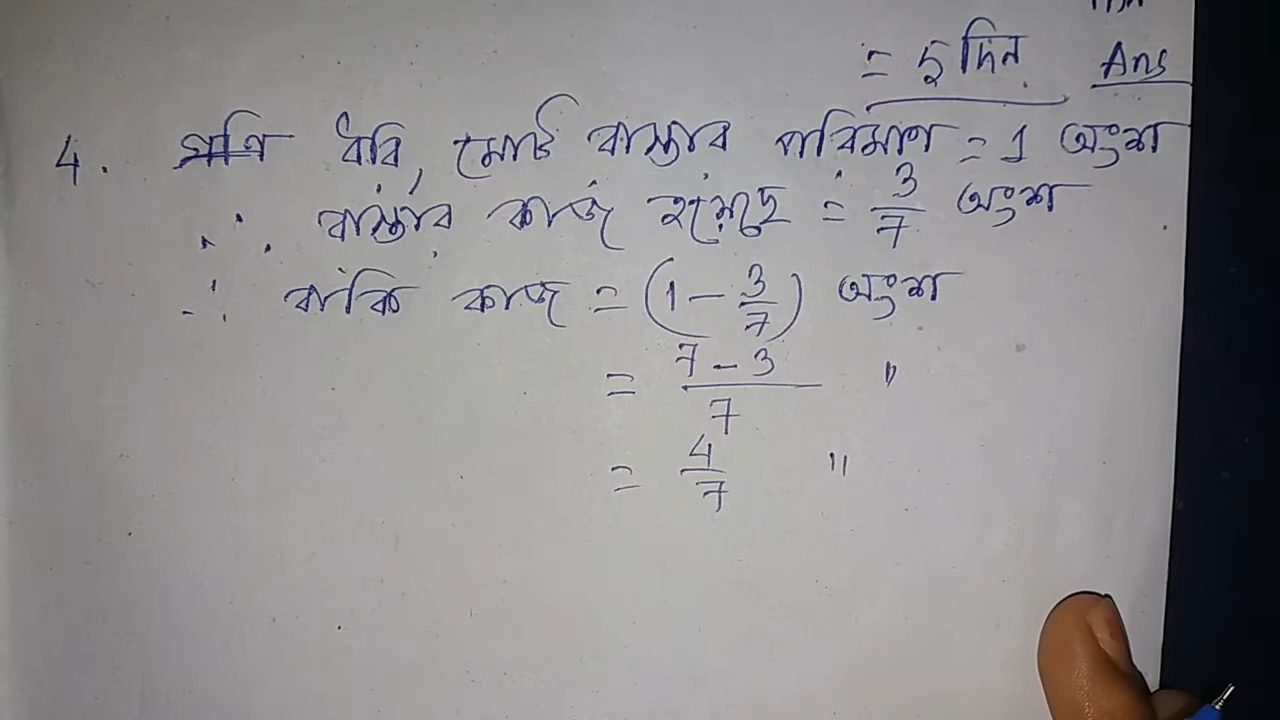 = 5 দিন Ans
4. ধরি, মোট রাস্তার পরিমাণ = 1 অংশ
∴ রাস্তার কাজ হয়েছে = 3/7 অংশ
∴ বাকি কাজ = (1 - 3/7) অংশ
= 7 - 3 / 7 "
= 4/7 "